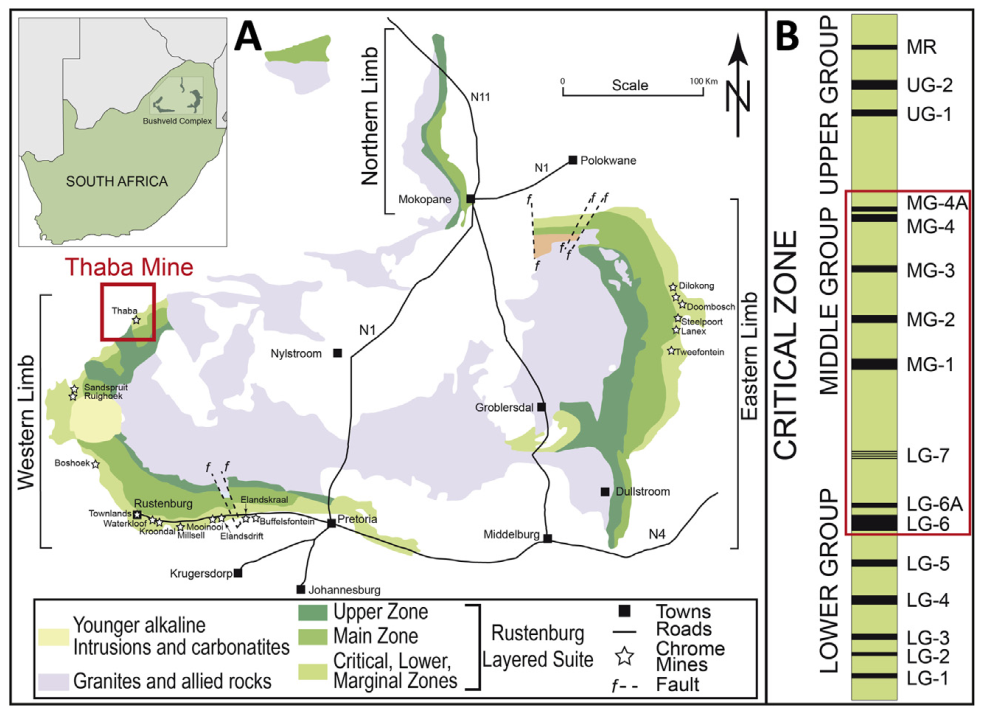 A
Bushveld Complex
SOUTH AFRICA
Northern Limb
N11
0
Scale
100 Km
N
N1
Polokwane
Mokopane
f
f
f
f
f
f
Thaba Mine
Thaba
Western Limb
Eastern Limb
Dilokong
Doombosch
Steelpoort
Lanex
Tweefontein
N1
Nylstroom
Sandspruit
Ruighoek
Groblersdal
Boshoek
f
f
Dullstroom
Rustenburg
Elandskraal
Townlands
Waterkloof
Kroondal
Millsell
Mooinooi
Elandsdrift
Buffelsfontein
Pretoria
Middelburg
N4
Krugersdorp
Johannesburg
Younger alkaline
Intrusions and carbonatites
Granites and allied rocks
Upper Zone
Main Zone
Critical, Lower,
Marginal Zones
Rustenburg
Layered Suite
Towns
Roads
Chrome
Mines
f
Fault
B
CRITICAL ZONE
UPPER GROUP
MIDDLE GROUP
LOWER GROUP
MR
UG-2
UG-1
MG-4A
MG-4
MG-3
MG-2
MG-1
LG-7
LG-6A
LG-6
LG-5
LG-4
LG-3
LG-2
LG-1